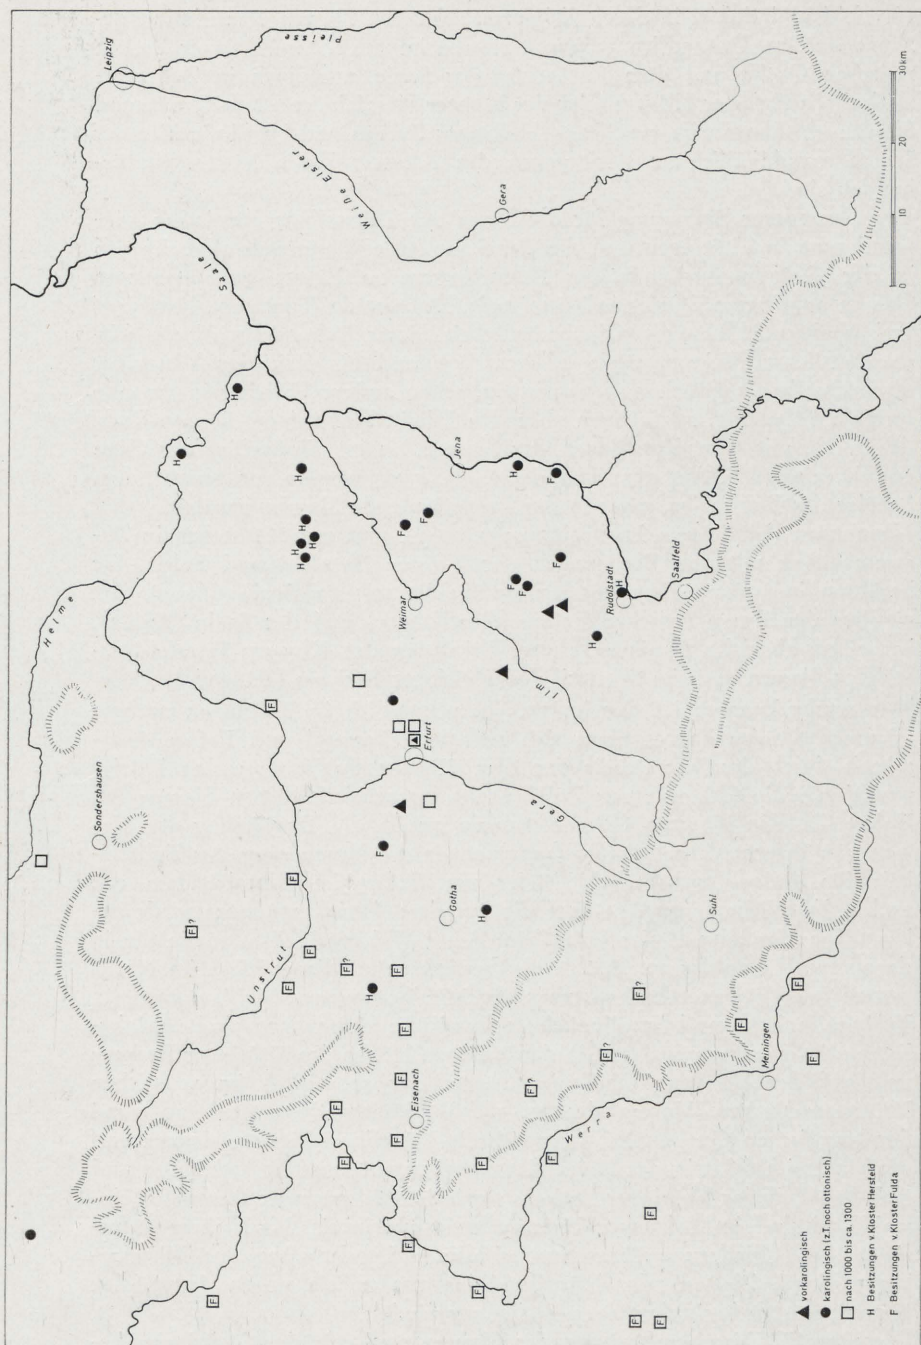 Leipzig
Pleisse
Weiße Elster
Gera
Saale
H
H
H
H
H
H
H
H
Jena
H
F
F
F
F
F
F
Helme
Weimar
Rudolstadt
H
Saalfeld
H
Ilm
F
Sondershausen
Erfurt
Gera
F
F
F?
Unstrut
F
F
F?
F
H
Gotha
H
Suhl
F
F
F
Eisenach
F
F
F
F?
F?
F?
F
F
F
Meiningen
F
F
Werra
F
F
F
F
F
F
0 10 20 30 km
vorkarolingisch
karolingisch (z.T. noch ottonisch)
nach 1000 bis ca. 1300
H Besitzungen v. Kloster Hersfeld
F Besitzungen v. Kloster Fulda